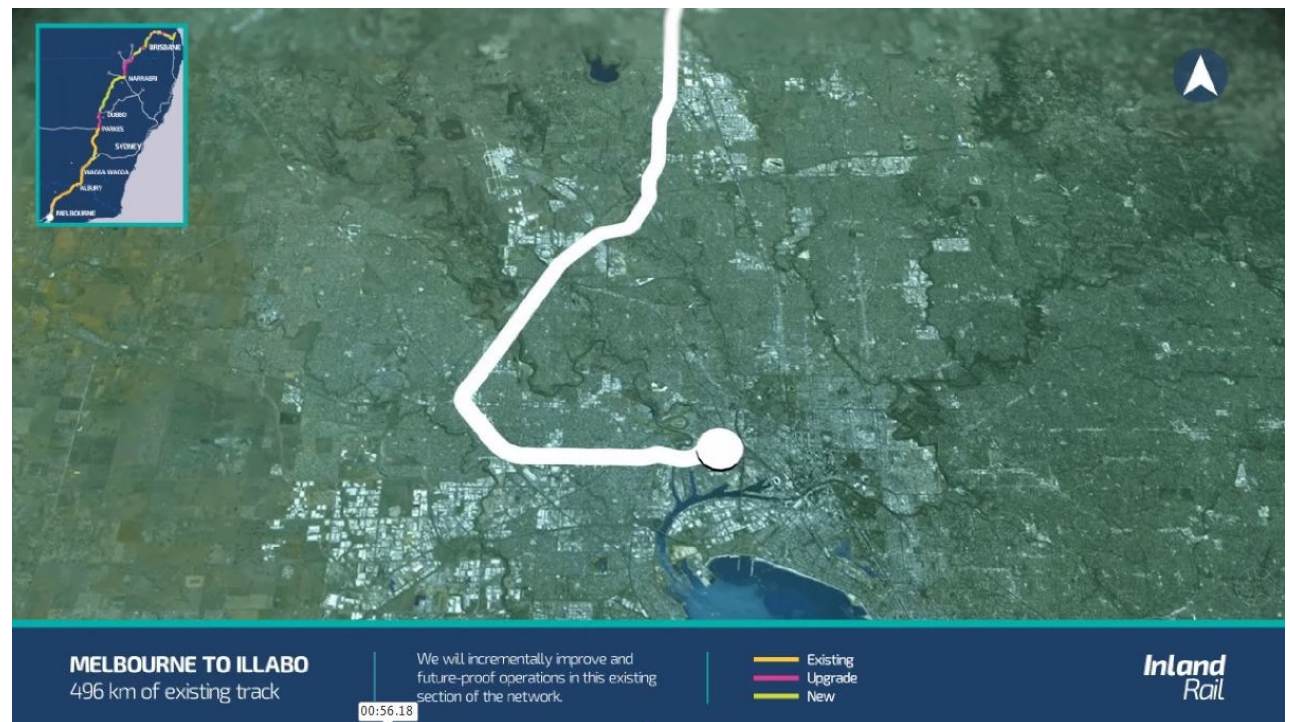 BRISBANE
NARRABRI
DUBBO
PARKES
SYDNEY
WAGGA WAGGA
ALBURY
MELBOURNE
MELBOURNE TO ILLABO
496 km of existing track
We will incrementally improve and
future-proof operations in this existing
section of the network.
00:56.18
Existing
Upgrade
New
Inland
Rail